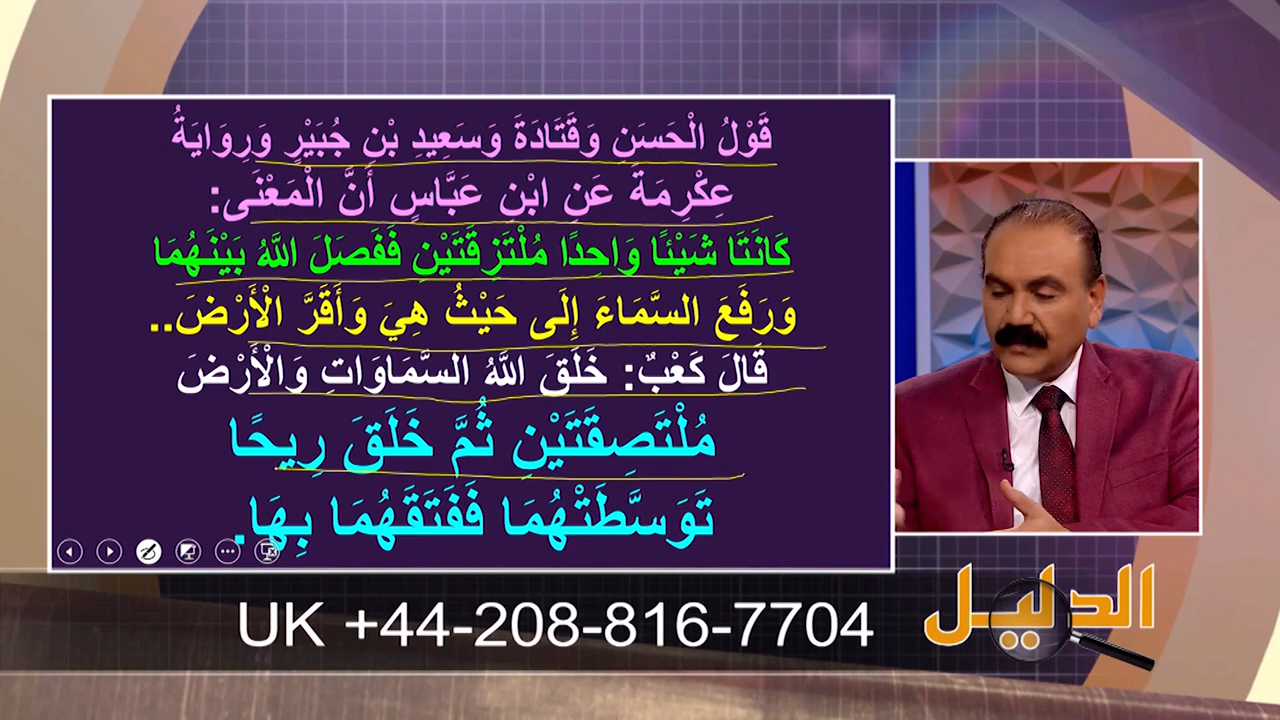 قَوْلُ الْحَسَنِ وَقَتَادَةَ وَسَعِيدِ بْنِ جُبَيْرٍ وَرِوَايَةُ
عِكْرِمَةَ عَنِ ابْنِ عَبَّاسٍ أَنَّ الْمَعْنَى:
كَانَتَا شَيْئًا وَاحِدًا مُلْتَزِقَتَيْنِ فَفَصَلَ اللَّهُ بَيْنَهُمَا
وَرَفَعَ السَّمَاءَ إِلَى حَيْثُ هِيَ وَأَقَرَّ الْأَرْضَ..
قَالَ كَعْبٌ: خَلَقَ اللَّهُ السَّمَاوَاتِ وَالْأَرْضَ
مُلْتَصِقَتَيْنِ ثُمَّ خَلَقَ رِيحًا
تَوَسَّطَتْهُمَا فَفَتَقَهُمَا بِهَا.
الدليل
UK +44-208-816-7704